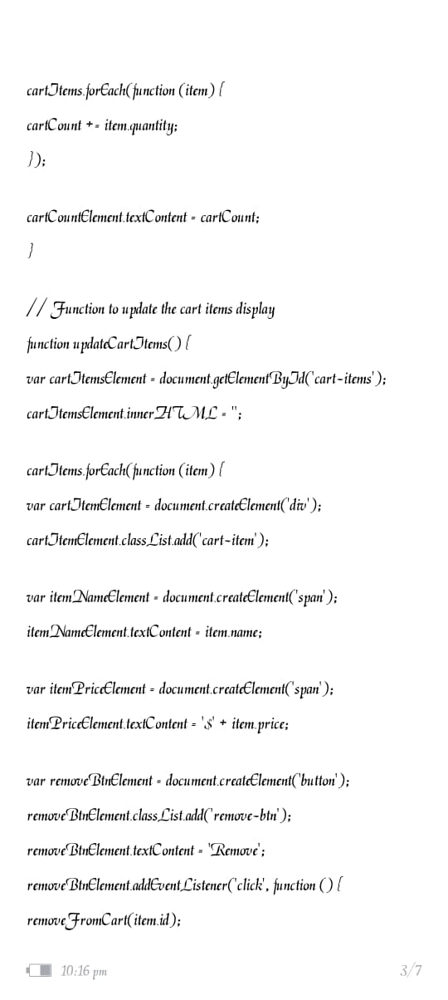 cartItems.forEach(function (item) {
cartCount += item.quantity;
});
cartCountElement.textContent = cartCount;
}
// Function to update the cart items display
function updateCartItems() {
var cartItemsElement = document.getElementById('cart-items');
cartItemsElement.innerHTML = '';
cartItems.forEach(function (item) {
var cartItemElement = document.createElement('div');
cartItemElement.classList.add('cart-item');
var itemNameElement = document.createElement('span');
itemNameElement.textContent = item.name;
var itemPriceElement = document.createElement('span');
itemPriceElement.textContent = '$' + item.price;
var removeBtnElement = document.createElement('button');
removeBtnElement.classList.add('remove-btn');
removeBtnElement.textContent = 'Remove';
removeBtnElement.addEventListener('click', function () {
removeFromCart(item.id);
10:16 pm 3/7